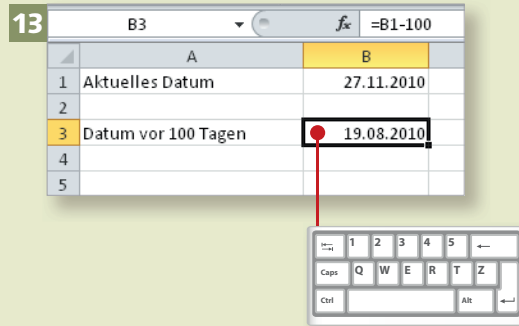 13
B3 fx =B1-100
A B
1 Aktuelles Datum 27.11.2010
2
3 Datum vor 100 Tagen 19.08.2010
4
5
1 2 3 4 5
Caps Q W E R T Z
Ctrl Alt